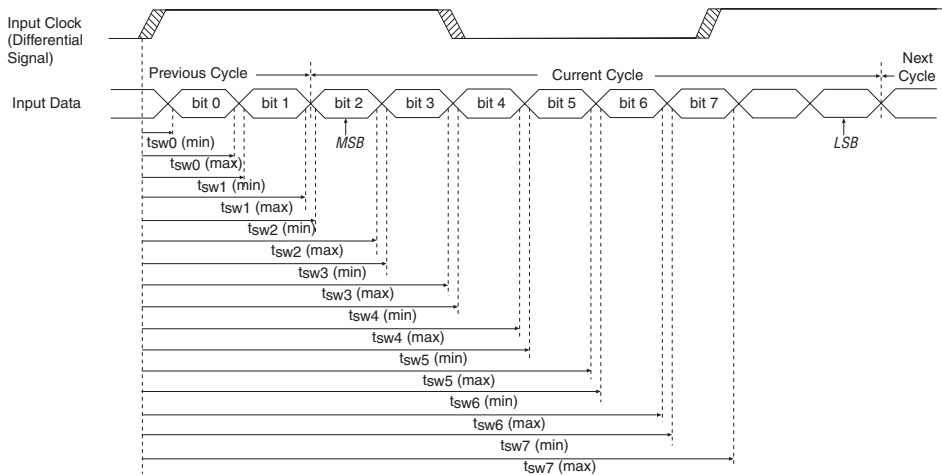 Input Clock
(Differential
Signal)
Previous Cycle
Current Cycle
Next
Cycle
Input Data
bit 0
bit 1
bit 2
bit 3
bit 4
bit 5
bit 6
bit 7
MSB
LSB
tsw0 (min)
tsw0 (max)
tsw1 (min)
tsw1 (max)
tsw2 (min)
tsw2 (max)
tsw3 (min)
tsw3 (max)
tsw4 (min)
tsw4 (max)
tsw5 (min)
tsw5 (max)
tsw6 (min)
tsw6 (max)
tsw7 (min)
tsw7 (max)